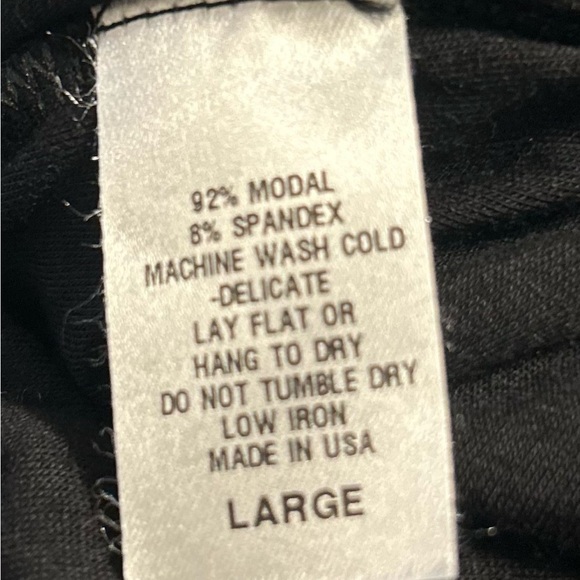 92% MODAL
8% SPANDEX
MACHINE WASH COLD
-DELICATE
LAY FLAT OR
HANG TO DRY
DO NOT TUMBLE DRY
LOW IRON
MADE IN USA
LARGE